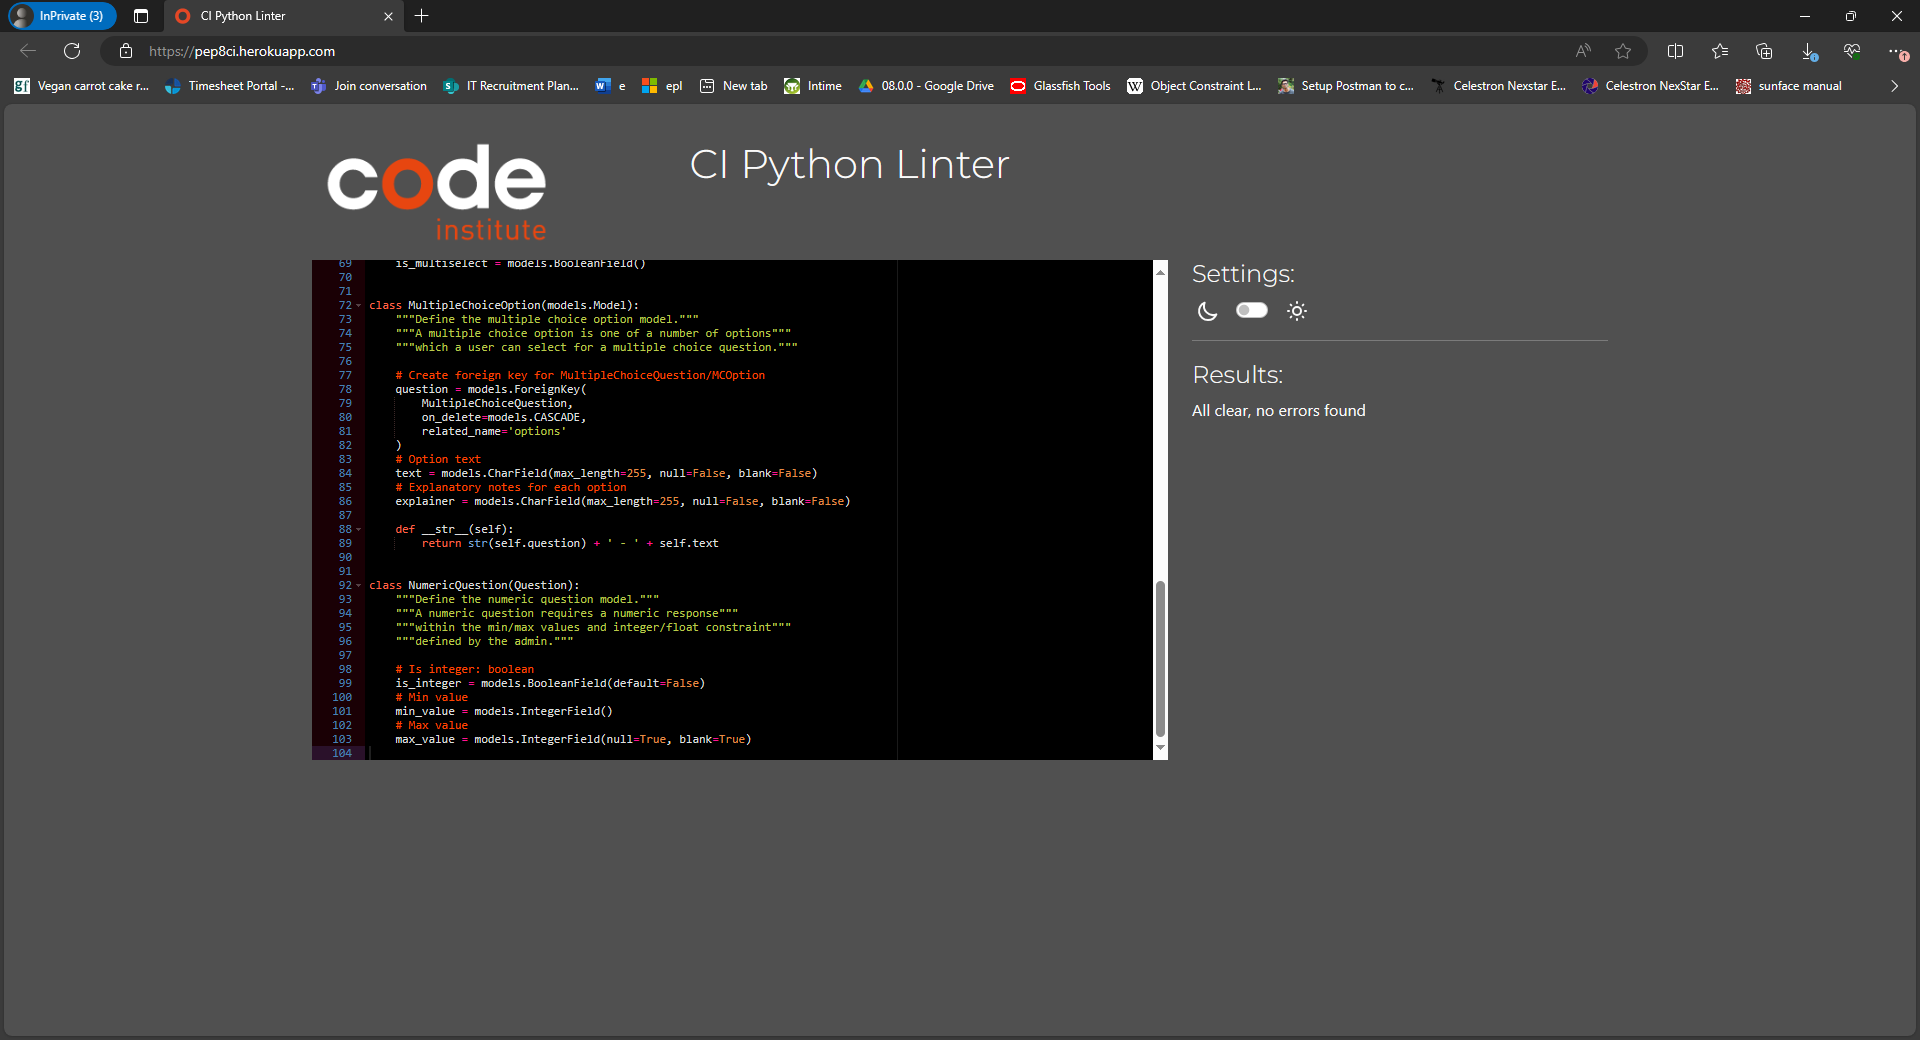 InPrivate (3)
CI Python Linter
https://pep8ci.herokuapp.com
Vegan carrot cake r...
Timesheet Portal -...
Join conversation
IT Recruitment Plan...
e
epl
New tab
Intime
08.0.0 - Google Drive
Glassfish Tools
Object Constraint L...
Setup Postman to c...
Celestron Nexstar E...
Celestron NexStar E...
sunface manual
code
institute
CI Python Linter
69 is_multiselect = models.BooleanField()
70
71
72 class MultipleChoiceOption(models.Model):
73 """Define the multiple choice option model."""
74 """A multiple choice option is one of a number of options"""
75 """which a user can select for a multiple choice question."""
76
77 # Create foreign key for MultipleChoiceQuestion/MCOption
78 question = models.ForeignKey(
79 MultipleChoiceQuestion,
80 on_delete=models.CASCADE,
81 related_name='options'
82 )
83 # Option text
84 text = models.CharField(max_length=255, null=False, blank=False)
85 # Explanatory notes for each option
86 explainer = models.CharField(max_length=255, null=False, blank=False)
87
88 def __str__(self):
89 return str(self.question) + ' - ' + self.text
90
91
92 class NumericQuestion(Question):
93 """Define the numeric question model."""
94 """A numeric question requires a numeric response"""
95 """within the min/max values and integer/float constraint"""
96 """defined by the admin."""
97
98 # Is integer: boolean
99 is_integer = models.BooleanField(default=False)
100 # Min value
101 min_value = models.IntegerField()
102 # Max value
103 max_value = models.IntegerField(null=True, blank=True)
104
Settings:
Results:
All clear, no errors found